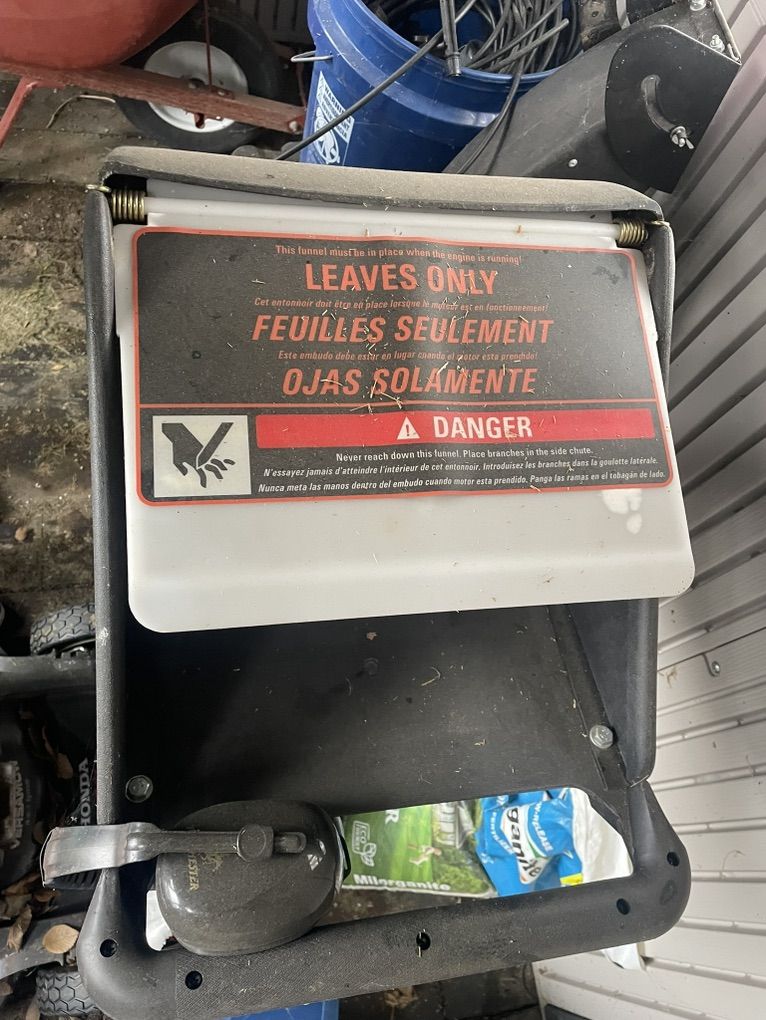 This funnel must be in place when the engine is running!
LEAVES ONLY
Cet entonnoir doit être en place lorsque le moteur est en fonctionnement!
FEUILLES SEULEMENT
Este embudo debe estar en lugar cuando el motor esta prendido!
OJAS SOLAMENTE
DANGER
Never reach down this funnel. Place branches in the side chute.
N'essayez jamais d'atteindre l'intérieur de cet entonnoir. Introduisez les branches dans la goulette latérale.
Nunca meta las manos dentro del embudo cuando motor esta prendido. Panga las ramas en el tobagán de lado.
HONDA
VERSAMOW
Milorganite